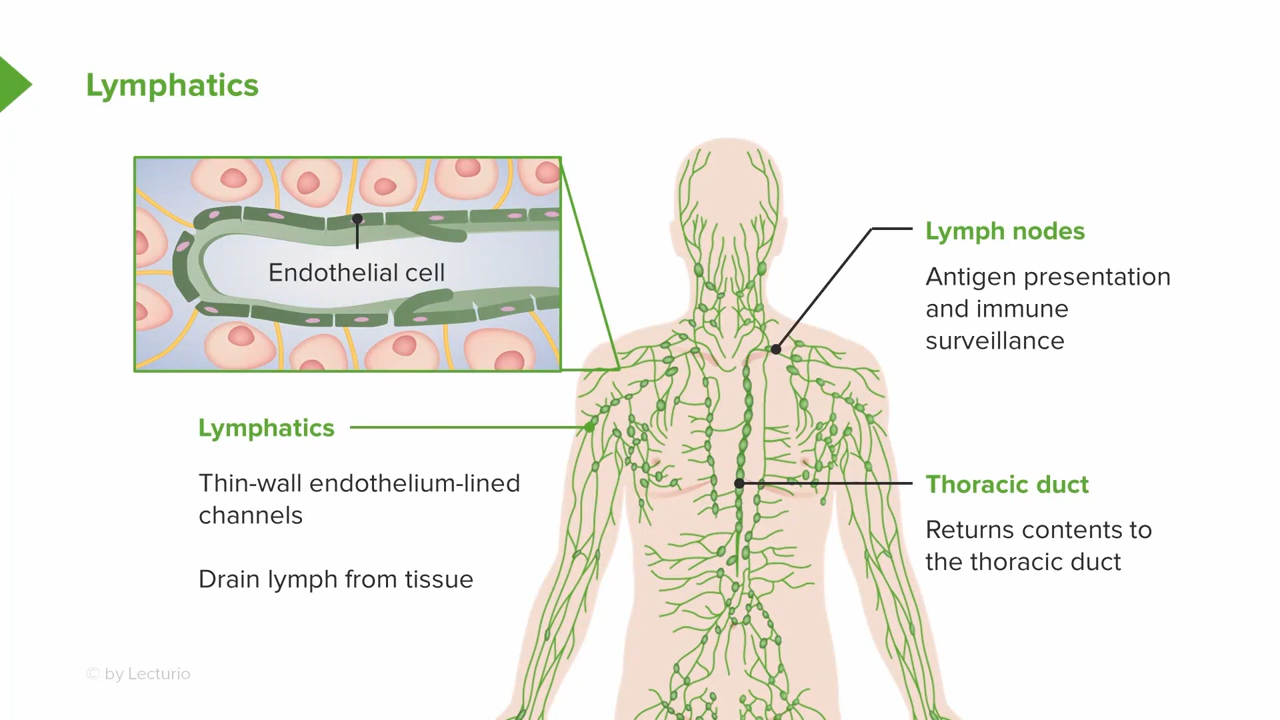 Lymphatics
Endothelial cell
Lymphatics
Thin-wall endothelium-lined
channels
Drain lymph from tissue
Lymph nodes
Antigen presentation
and immune
surveillance
Thoracic duct
Returns contents to
the thoracic duct
© by Lecturio